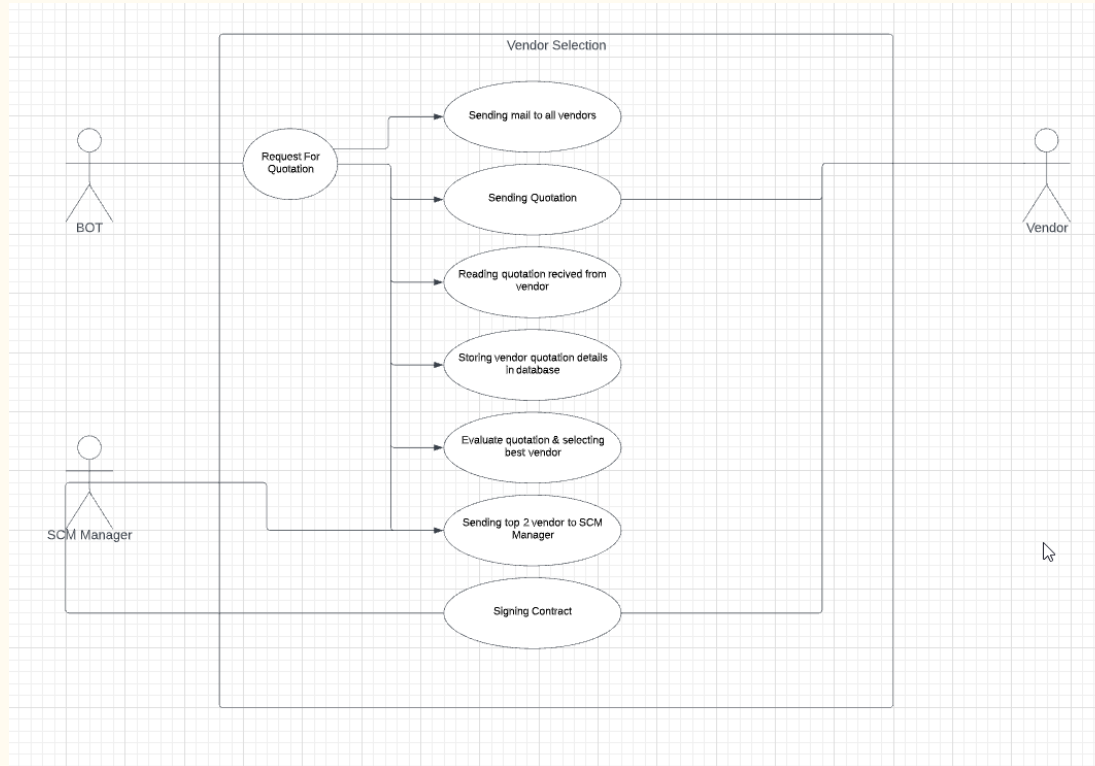 Vendor Selection
Sending mail to all vendors
Request For
Quotation
Sending Quotation
BOT
Vendor
Reading quotation recived from
vendor
Storing vendor quotation details
in database
Evaluate quotation & selecting
best vendor
Sending top 2 vendor to SCM
Manager
SCM Manager
Signing Contract